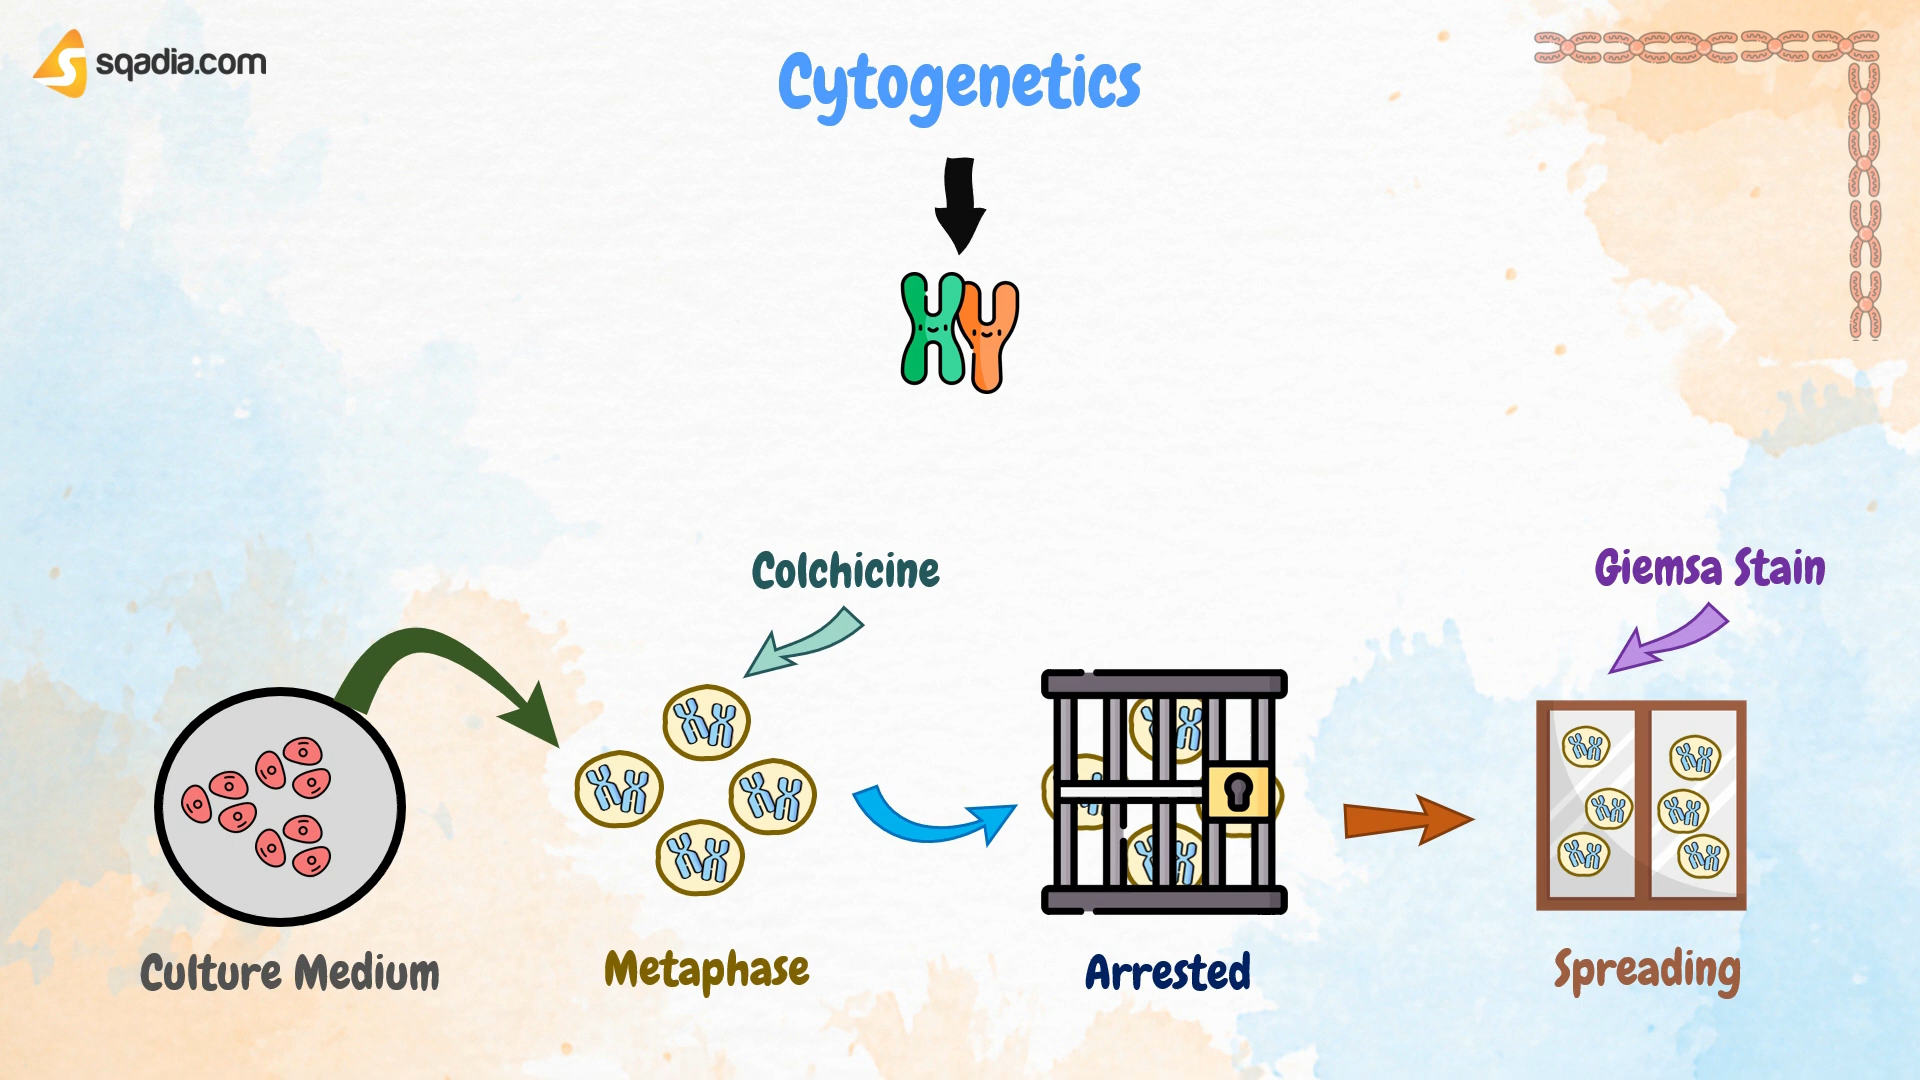 sqadia.com
Cytogenetics
Colchicine
Giemsa Stain
Culture Medium
Metaphase
Arrested
Spreading